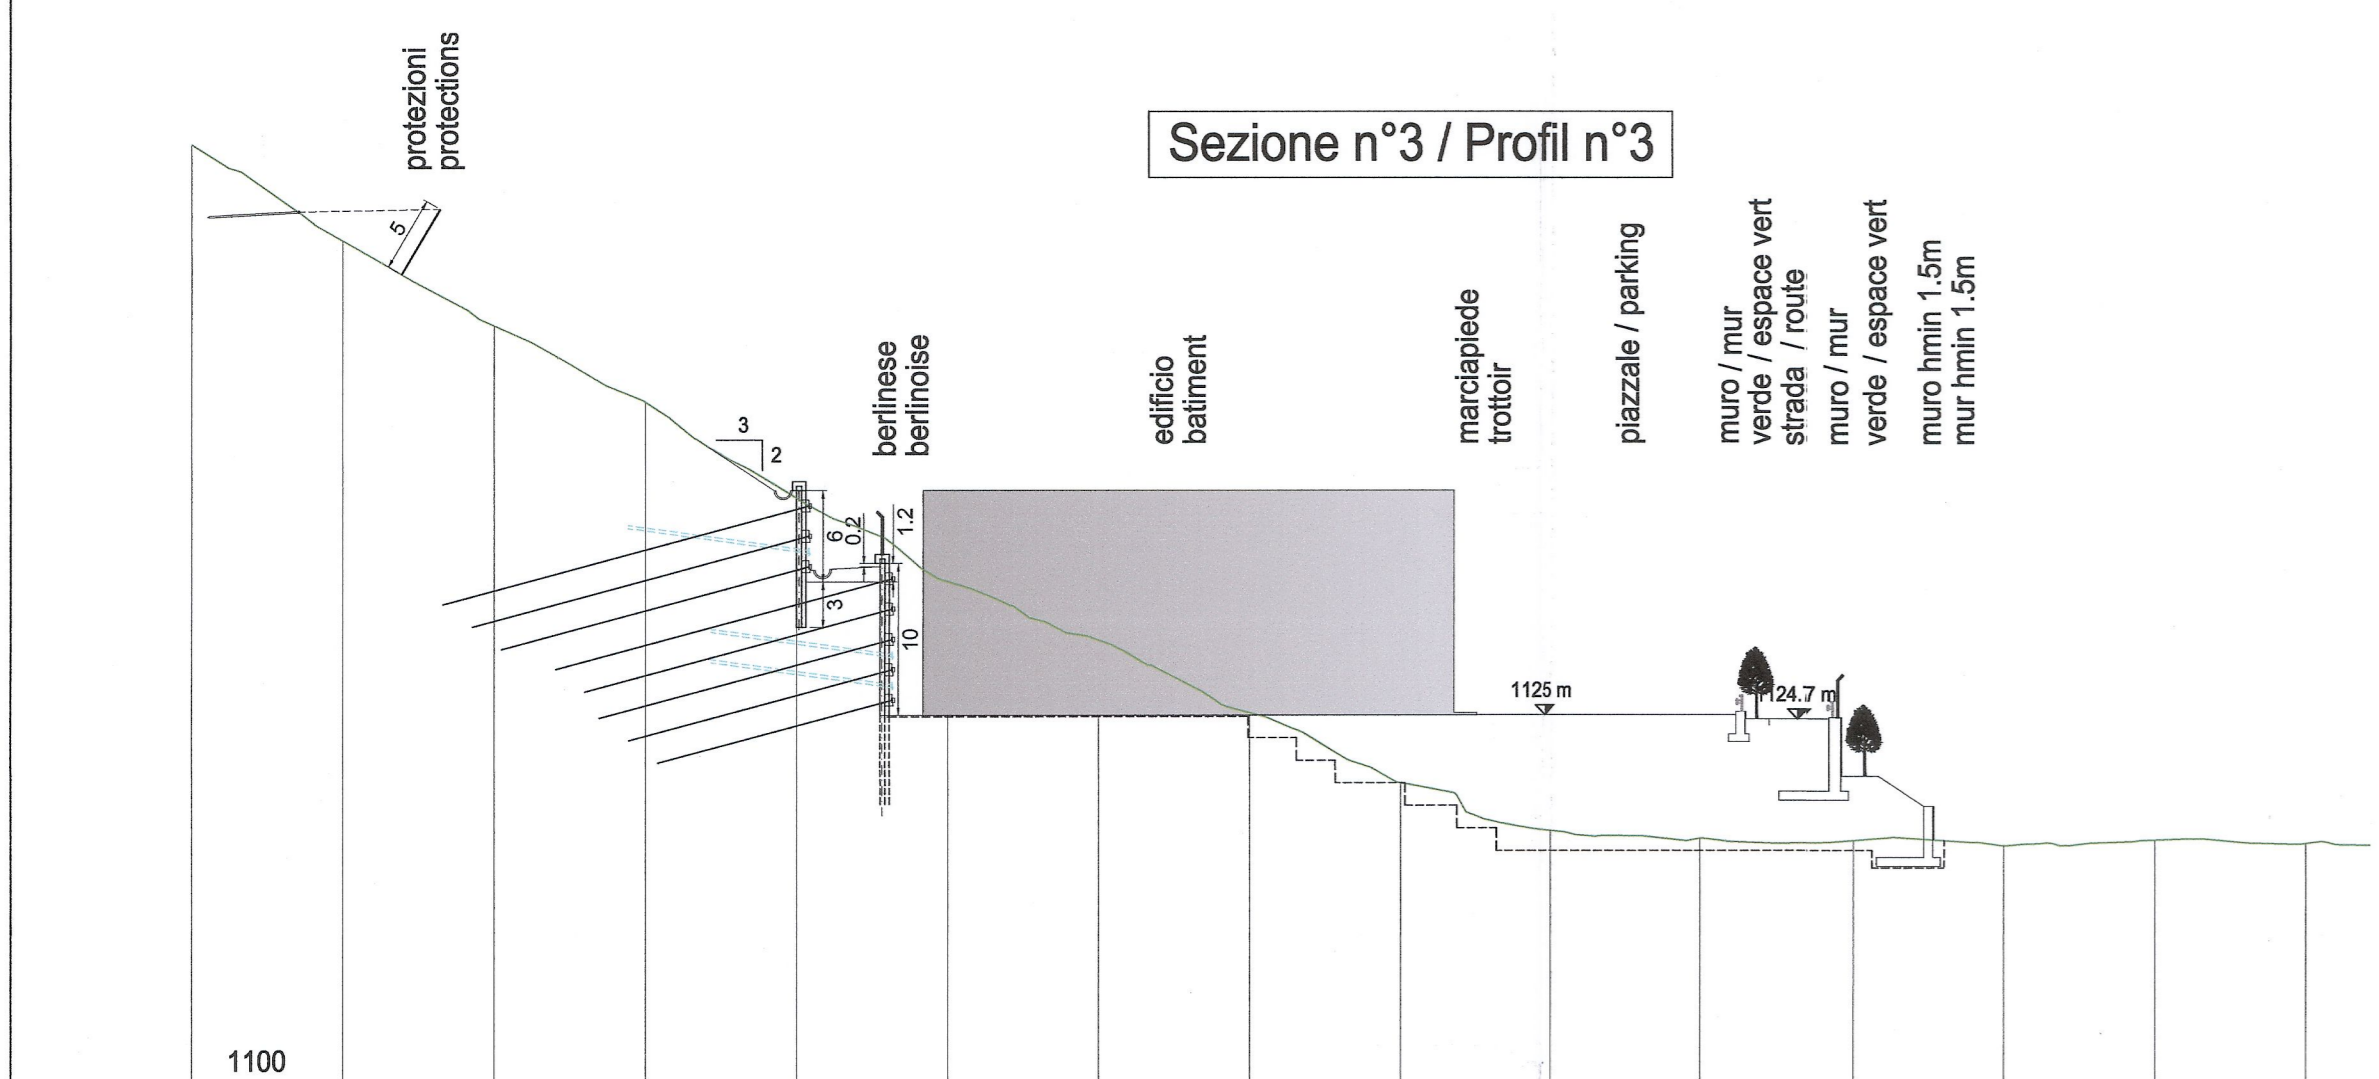 protezioni
protections
Sezione n°3 / Profil n°3
5
3
2
berlinese
berlinoise
edificio
batiment
marciapiede
trottoir
piazzale / parking
muro / mur
verde / espace vert
strada / route
muro / mur
verde / espace vert
muro hmin 1.5m
mur hmin 1.5m
6
0.2
1.2
3
10
1125 m
124.7 m
1100